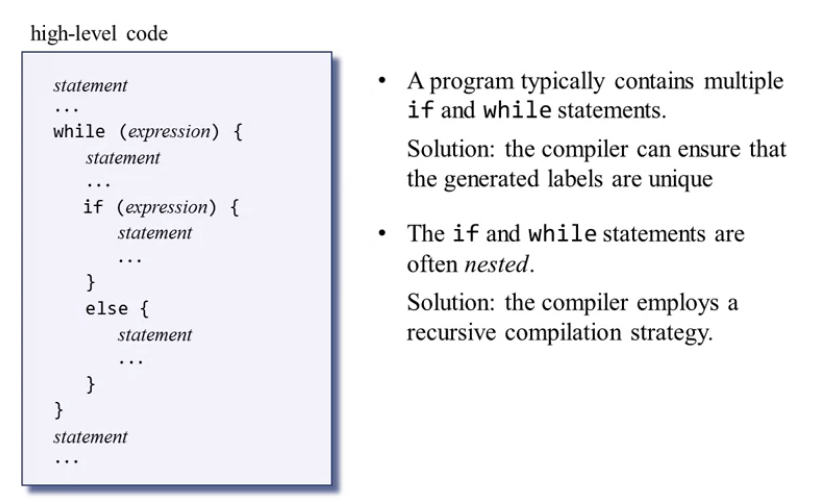 high-level code
statement
...
while (expression) {
statement
...
if (expression) {
statement
...
}
else {
statement
...
}
}
statement
...
• A program typically contains multiple
if and while statements.
Solution: the compiler can ensure that
the generated labels are unique
• The if and while statements are
often nested.
Solution: the compiler employs a
recursive compilation strategy.